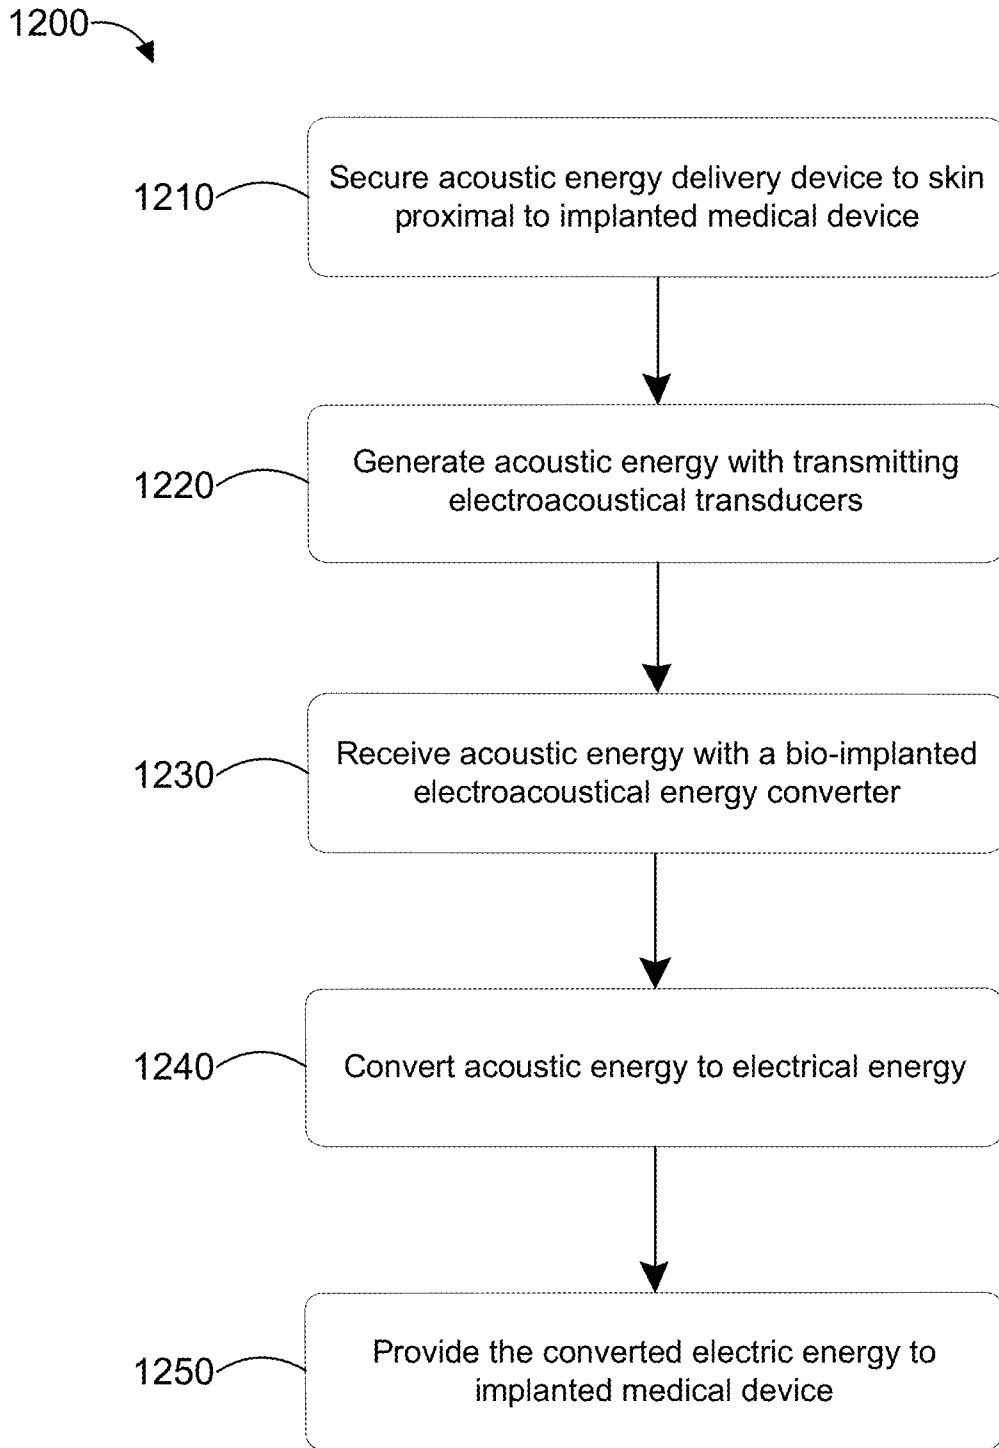 1200
1210
Secure acoustic energy delivery device to skin
proximal to implanted medical device
1220
Generate acoustic energy with transmitting
electroacoustical transducers
1230
Receive acoustic energy with a bio-implanted
electroacoustical energy converter
1240
Convert acoustic energy to electrical energy
1250
Provide the converted electric energy to
implanted medical device